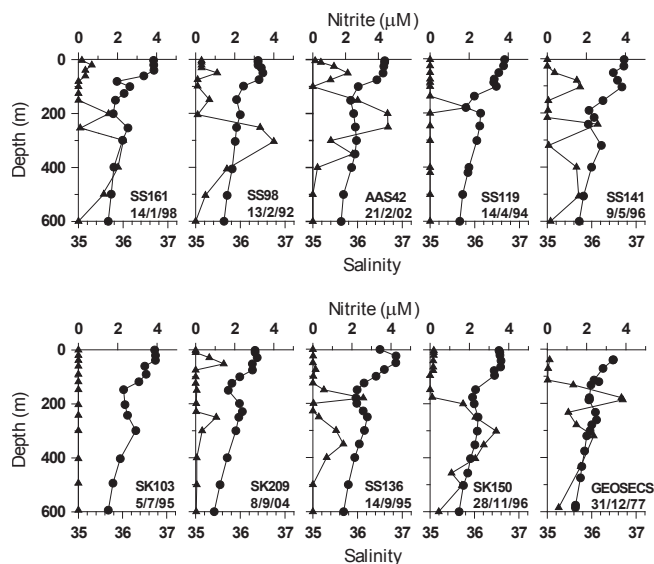 Nitrite (μM)
0 2 4 0 2 4 0 2 4 0 2 4 0 2 4
Depth (m)
0
200
400
600
SS161
14/1/98
SS98
13/2/92
AAS42
21/2/02
SS119
14/4/94
SS141
9/5/96
35 36 37 36 37 35 36 37 35 36 37 36 37
Salinity
Nitrite (μM)
0 2 4 0 2 4 0 2 4 0 2 4 0 2 4
Depth (m)
0
200
400
600
SK103
5/7/95
SK209
8/9/04
SS136
14/9/95
SK150
28/11/96
GEOSECS
31/12/77
35 36 37 36 37 35 36 37 35 36 37 36 37
Salinity